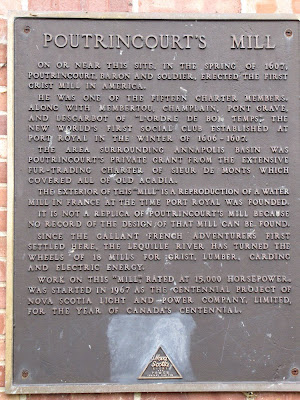 POUTRINCOURT'S MILL
ON OR NEAR THIS SITE, IN THE SPRING OF 1607,
POUTRINCOURT, BARON AND SOLDIER, ERECTED THE FIRST
GRIST MILL IN AMERICA.
HE WAS ONE OF THE FIFTEEN CHARTER MEMBERS
ALONG WITH MEMBERTOU, CHAMPLAIN, PONT GRAVE,
AND LESCARBOT OF "L'ORDRE DE BON TEMPS" THE
NEW WORLD'S FIRST SOCIAL CLUB ESTABLISHED AT
PORT ROYAL IN THE WINTER OF 1606-1607.
THE AREA SURROUNDING ANNAPOLIS BASIN WAS
POUTRINCOURT'S PRIVATE GRANT FROM THE EXTENSIVE
FUR-TRADING CHARTER OF SIEUR DE MONTS WHICH
COVERED ALL OF OLD ACADIA.
THE EXTERIOR OF THIS "MILL" IS A REPRODUCTION OF A WATER
MILL IN FRANCE AT THE TIME PORT ROYAL WAS FOUNDED.
IT IS NOT A REPLICA OF POUTRINCOURT'S MILL BECAUSE
NO RECORD OF THE DESIGN OF THAT MILL CAN BE FOUND.
SINCE THE GALLANT FRENCH ADVENTURERS FIRST
SETTLED HERE, THE LEQUILLE RIVER HAS TURNED THE
WHEELS OF 18 MILLS FOR GRIST, LUMBER, CARDING
AND ELECTRIC ENERGY.
WORK ON THIS "MILL", RATED AT 15,000 HORSEPOWER,
WAS STARTED IN 1967 AS THE CENTENNIAL PROJECT OF
NOVA SCOTIA LIGHT AND POWER COMPANY, LIMITED,
FOR THE YEAR OF CANADA'S CENTENNIAL.
Nova
Scotia